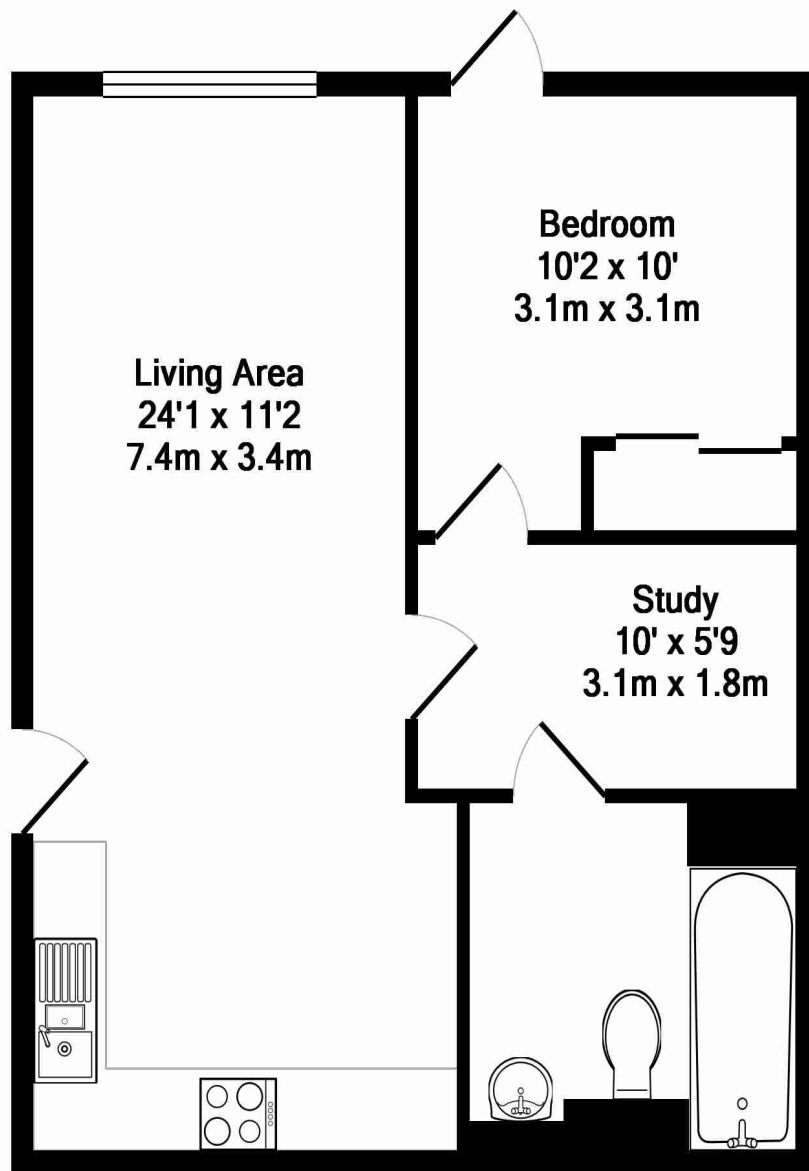 Bedroom
10'2 x 10'
3.1m x 3.1m
Living Area
24'1 x 11'2
7.4m x 3.4m
Study
10' x 5'9
3.1m x 1.8m